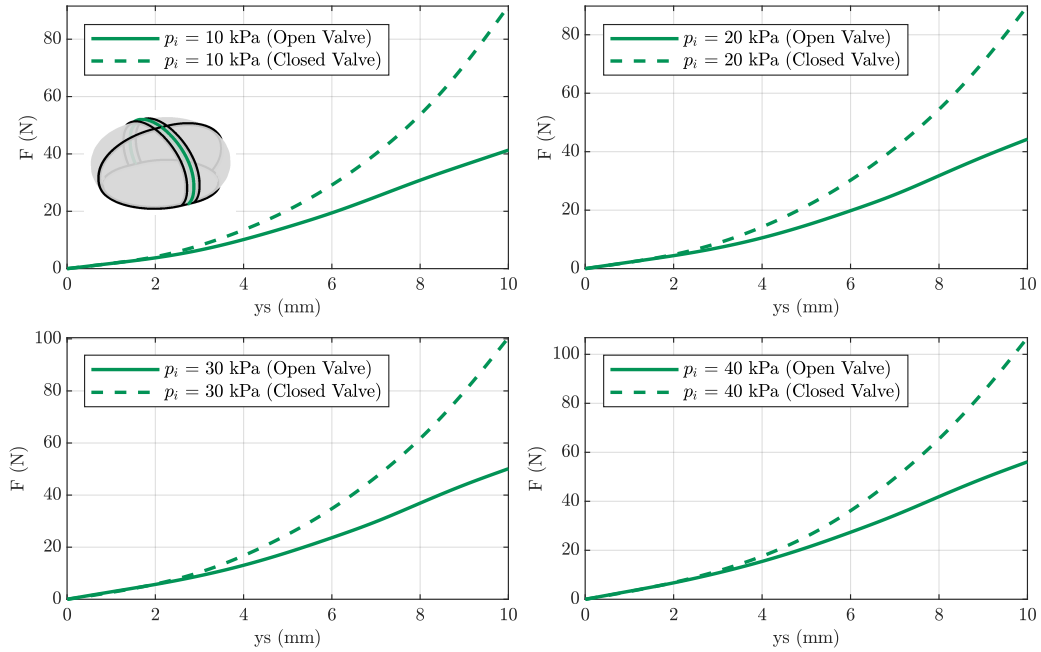 p_i = 10 kPa (Open Valve)
p_i = 10 kPa (Closed Valve)
80
60
40
20
0
F (N)
0 2 4 6 8 10
ys (mm)
p_i = 20 kPa (Open Valve)
p_i = 20 kPa (Closed Valve)
80
60
40
20
0
F (N)
0 2 4 6 8 10
ys (mm)
p_i = 30 kPa (Open Valve)
p_i = 30 kPa (Closed Valve)
100
80
60
40
20
0
F (N)
0 2 4 6 8 10
ys (mm)
p_i = 40 kPa (Open Valve)
p_i = 40 kPa (Closed Valve)
100
80
60
40
20
0
F (N)
0 2 4 6 8 10
ys (mm)